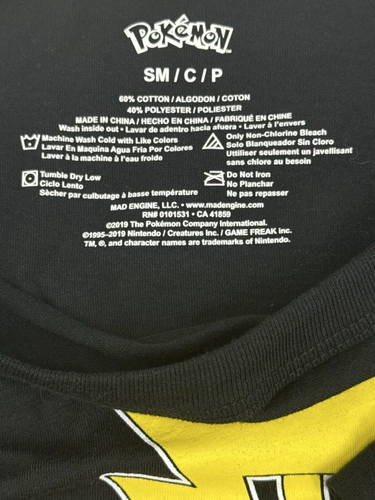 POKéMON
SM / C / P
60% COTTON / ALGODON / COTON
40% POLYESTER / POLIESTER
MADE IN CHINA / HECHO EN CHINA / FABRIQUÉ EN CHINE
Wash inside out • Lavar de adentro hacia afuera • Laver à l'envers
Machine Wash Cold with Like Colors
Lavar En Maquina Agua Fria Por Colores
Laver à la machine à l'eau froide
Only Non-Chlorine Bleach
Solo Blanqueador Sin Cloro
Utiliser seulement un javellisant
sans chlore au besoin
Tumble Dry Low
Ciclo Lento
Sècher par culbutage à basse température
Do Not Iron
No Planchar
Ne pas repasser
MAD ENGINE, LLC. • www.madengine.com
RN# 0101531 • CA 41859
©2019 The Pokémon Company International.
©1995–2019 Nintendo / Creatures Inc. / GAME FREAK inc.
TM, ®, and character names are trademarks of Nintendo.